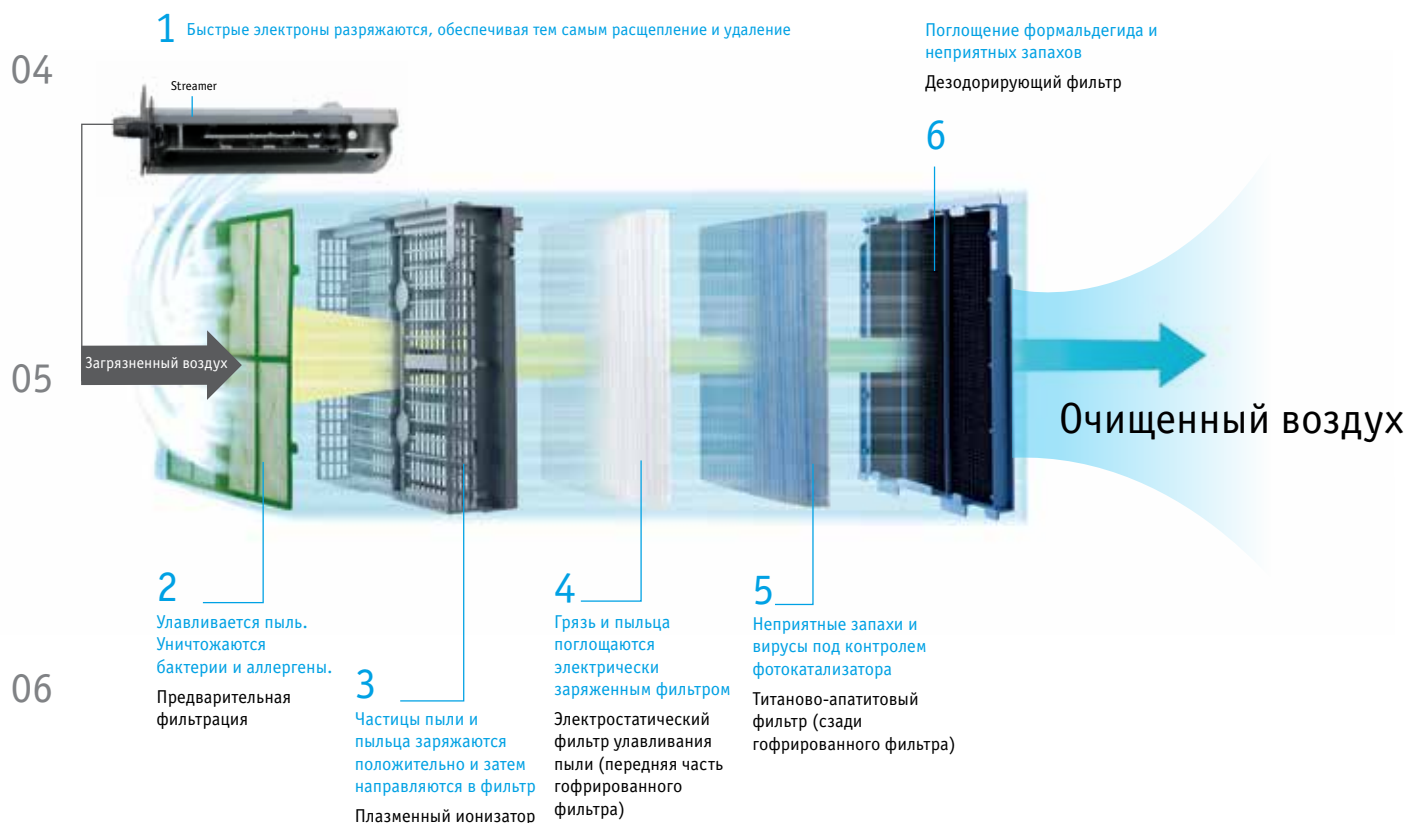 1 Быстрые электроны разряжаются, обеспечивая тем самым расщепление и удаление
Поглощение формальдегида и
неприятных запахов
Дезодорирующий фильтр
6
04
Streamer
Загрязненный воздух
05
Очищенный воздух
2
Улавливается пыль.
Уничтожаются
бактерии и аллергены.
Предварительная
фильтрация
06
3
Частицы пыли и
пыльца заряжаются
положительно и затем
направляются в фильтр
Плазменный ионизатор
4
Грязь и пыльца
поглощаются
электрически
заряженным фильтром
Электростатический
фильтр улавливания
пыли (передняя часть
гофрированного
фильтра)
5
Неприятные запахи и
вирусы под контролем
фотокатализатора
Титаново-апатитовый
фильтр (сзади
гофрированного фильтра)